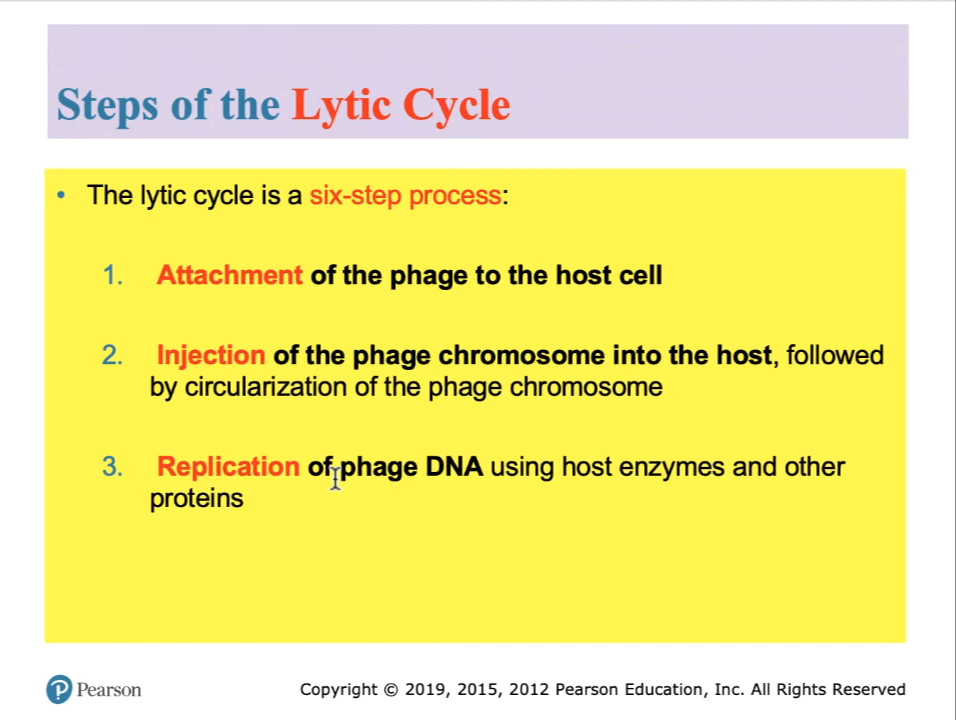 Steps of the Lytic Cycle
• The lytic cycle is a six-step process:
1. Attachment of the phage to the host cell
2. Injection of the phage chromosome into the host, followed
by circularization of the phage chromosome
3. Replication of phage DNA using host enzymes and other
proteins
P Pearson
Copyright © 2019, 2015, 2012 Pearson Education, Inc. All Rights Reserved